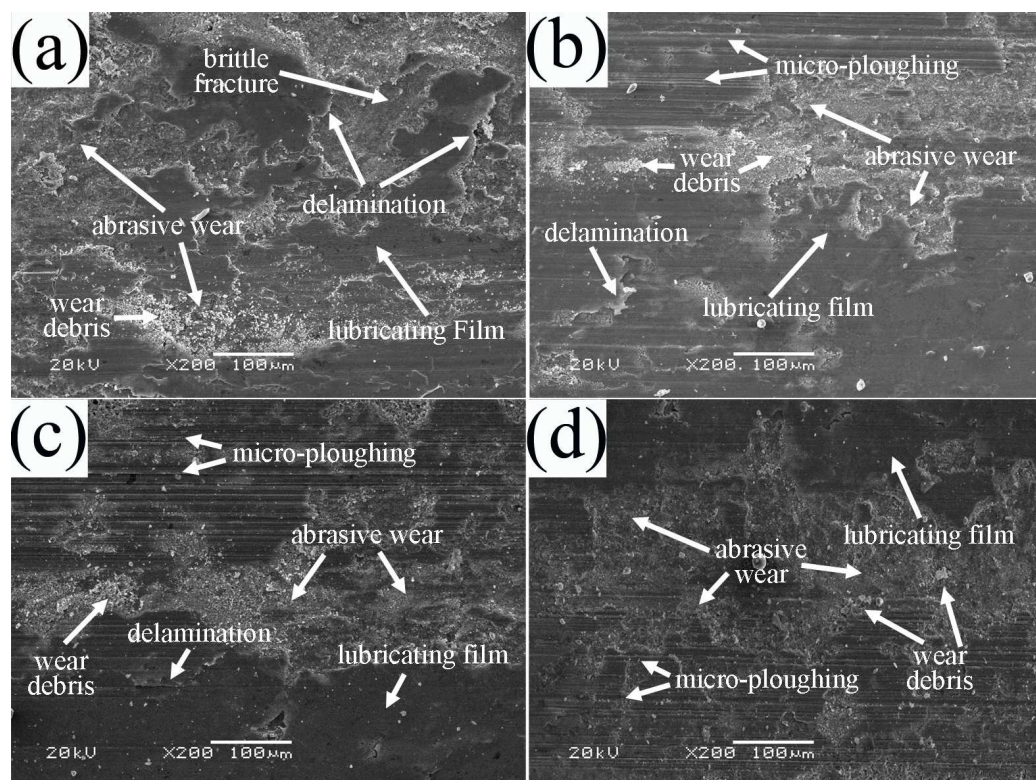 (a)
brittle
fracture
delamination
abrasive wear
wear
debris
lubricating Film
20kV X200 100µm
(b)
micro-ploughing
wear
debris
abrasive wear
delamination
lubricating film
20kV X200. 100µm
(c)
micro-ploughing
abrasive wear
delamination
wear
debris
lubricating film
20kV X200 100µm
(d)
lubricating film
abrasive
wear
wear
debris
micro-ploughing
20kV X200 100µm